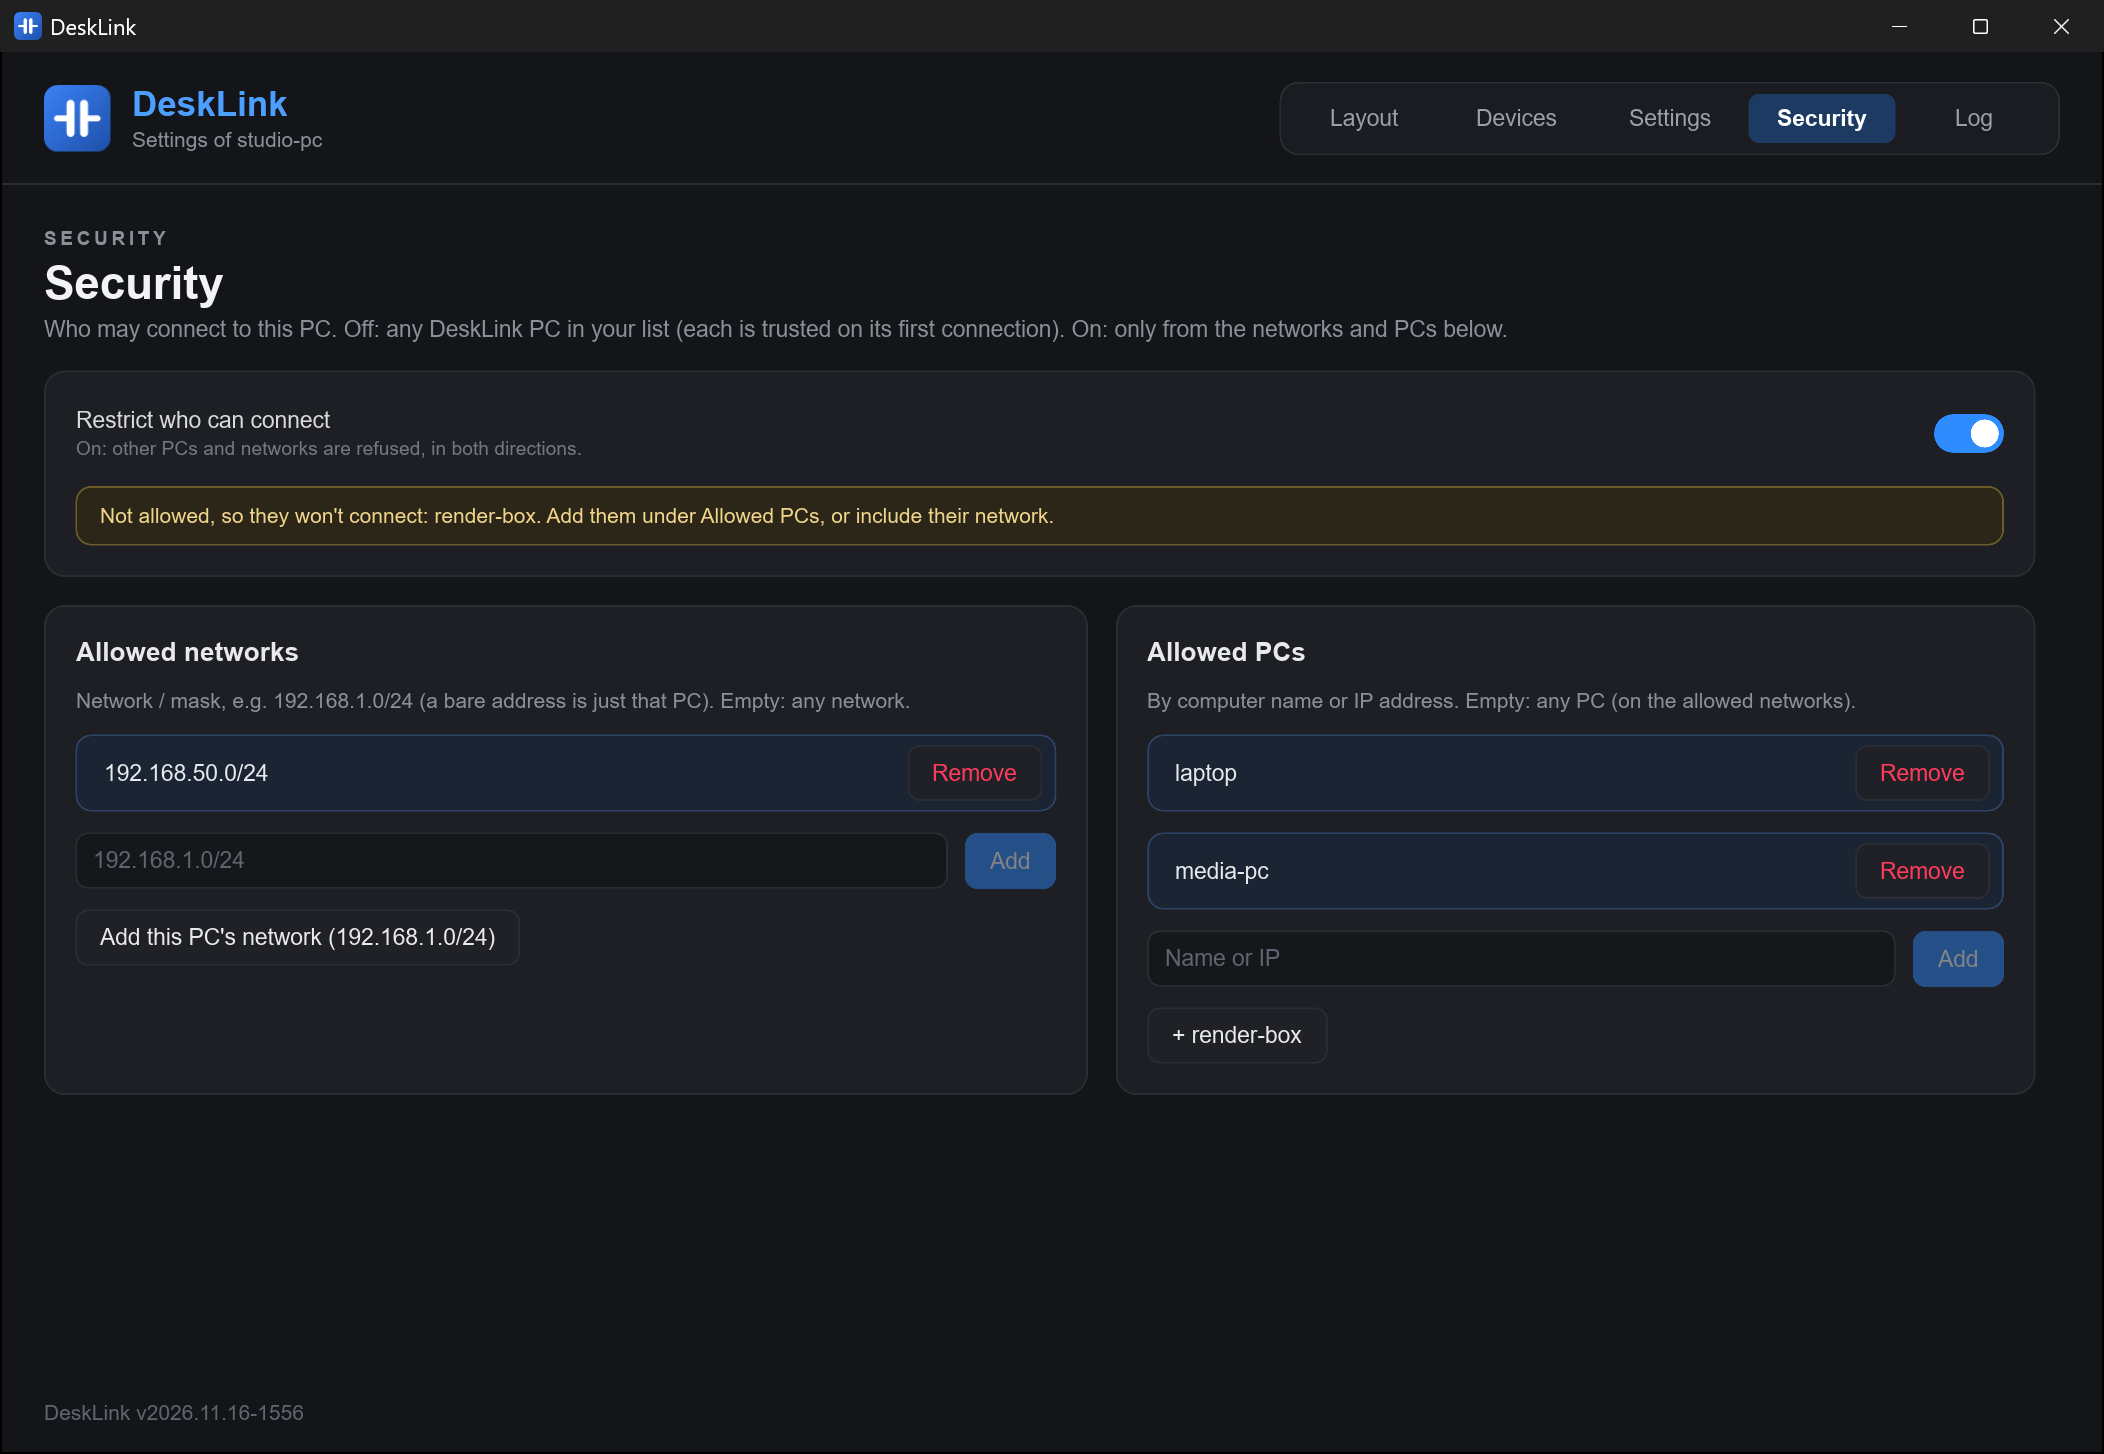 DeskLink
DeskLink
Settings of studio-pc
Layout
Devices
Settings
Security
Log
SECURITY
Security
Who may connect to this PC. Off: any DeskLink PC in your list (each is trusted on its first connection). On: only from the networks and PCs below.
Restrict who can connect
On: other PCs and networks are refused, in both directions.
Not allowed, so they won't connect: render-box. Add them under Allowed PCs, or include their network.
Allowed networks
Network / mask, e.g. 192.168.1.0/24 (a bare address is just that PC). Empty: any network.
192.168.50.0/24
Remove
192.168.1.0/24
Add
Add this PC's network (192.168.1.0/24)
Allowed PCs
By computer name or IP address. Empty: any PC (on the allowed networks).
laptop
Remove
media-pc
Remove
Name or IP
Add
+ render-box
DeskLink v2026.11.16-1556